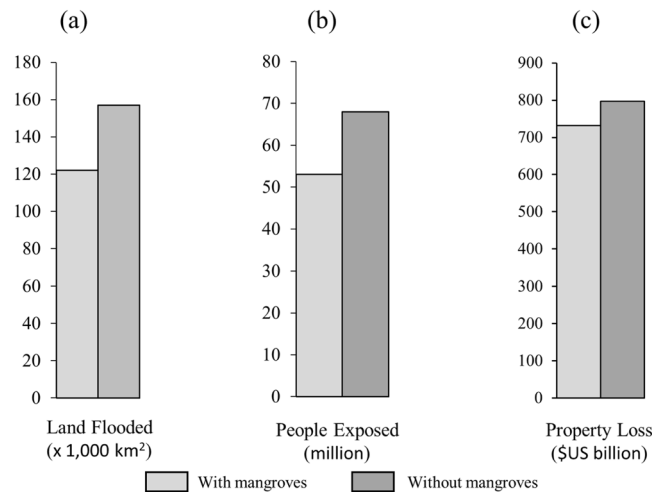 (a)
180
160
140
120
100
80
60
40
20
0
Land Flooded
(x 1,000 km²)
(b)
80
70
60
50
40
30
20
10
0
People Exposed
(million)
(c)
900
800
700
600
500
400
300
200
100
0
Property Loss
($US billion)
With mangroves
Without mangroves